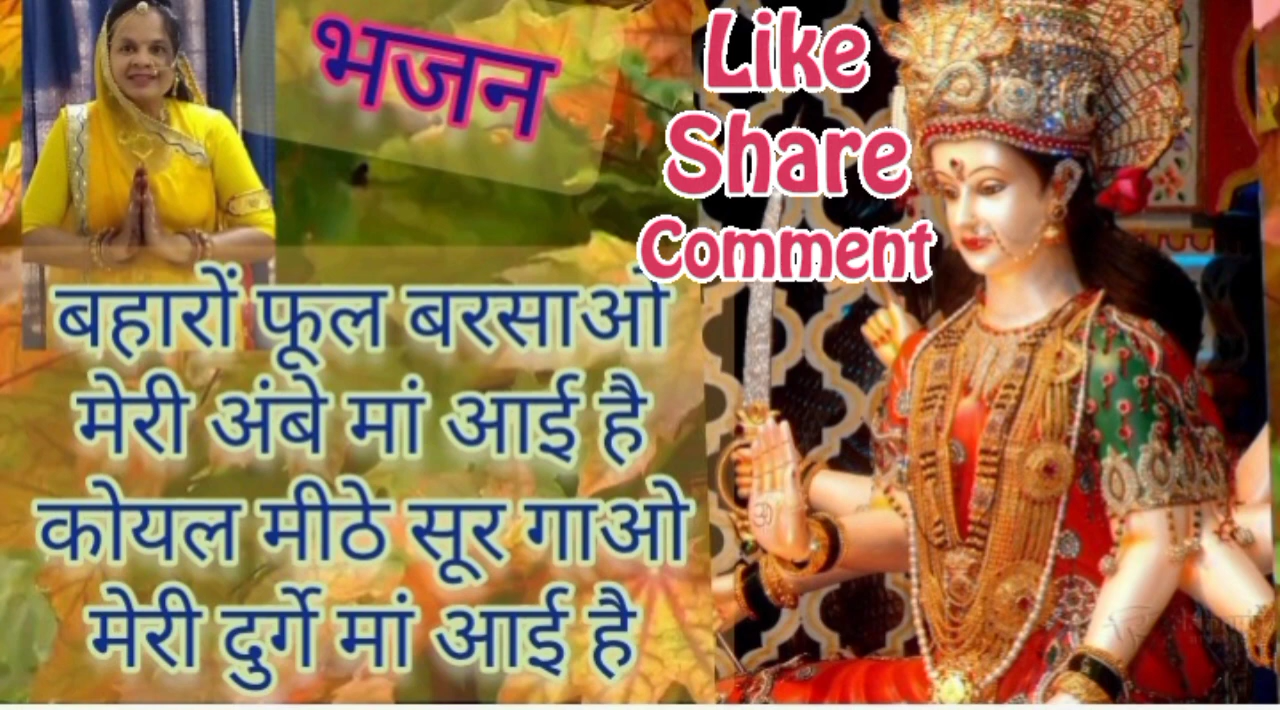 भजन
Like
Share
Comment
बहारों फूल बरसाओ
मेरी अंबे मां आई है
कोयल मीठे सूर गाओ
मेरी दुर्गे मां आई है